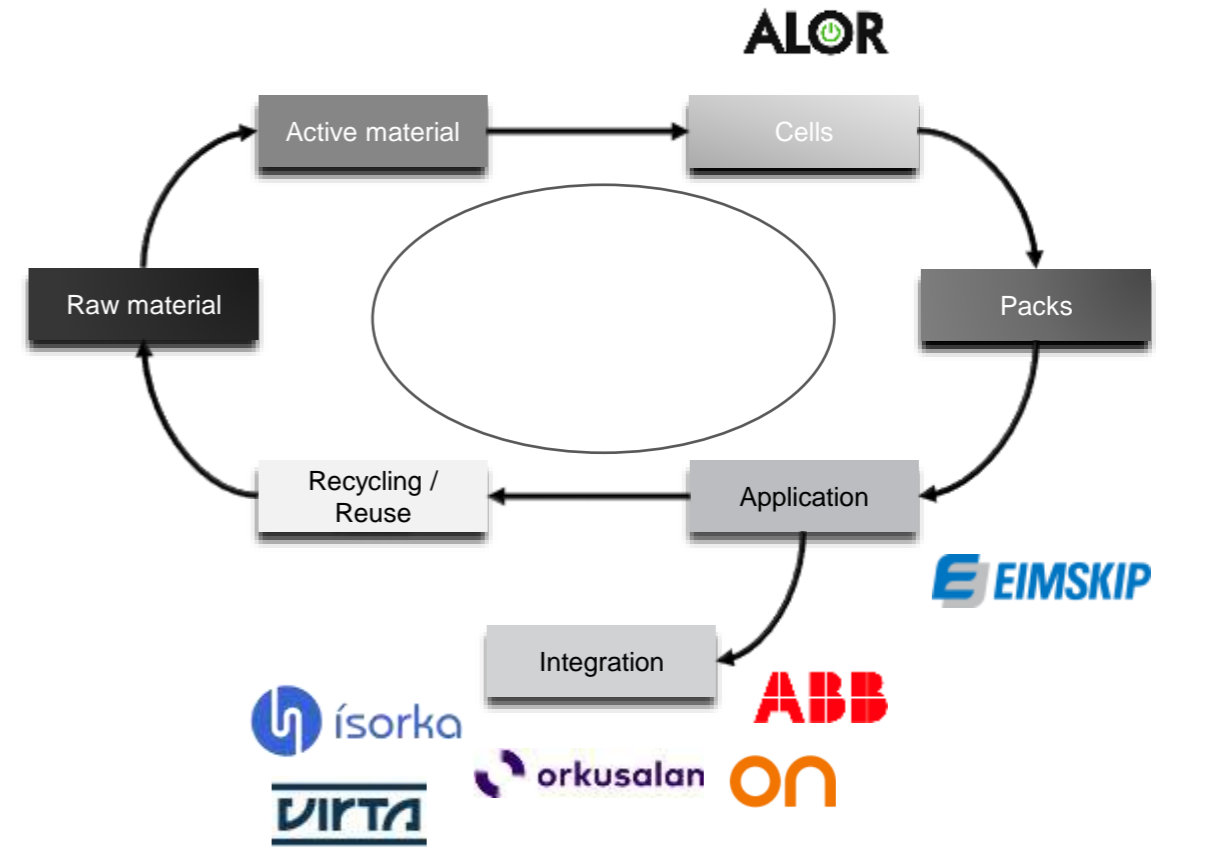 ALOR
Active material
Cells
Raw material
Packs
Recycling /
Reuse
Application
EIMSKIP
Integration
ABB
ísorka
orkusalan
on
VIRTA